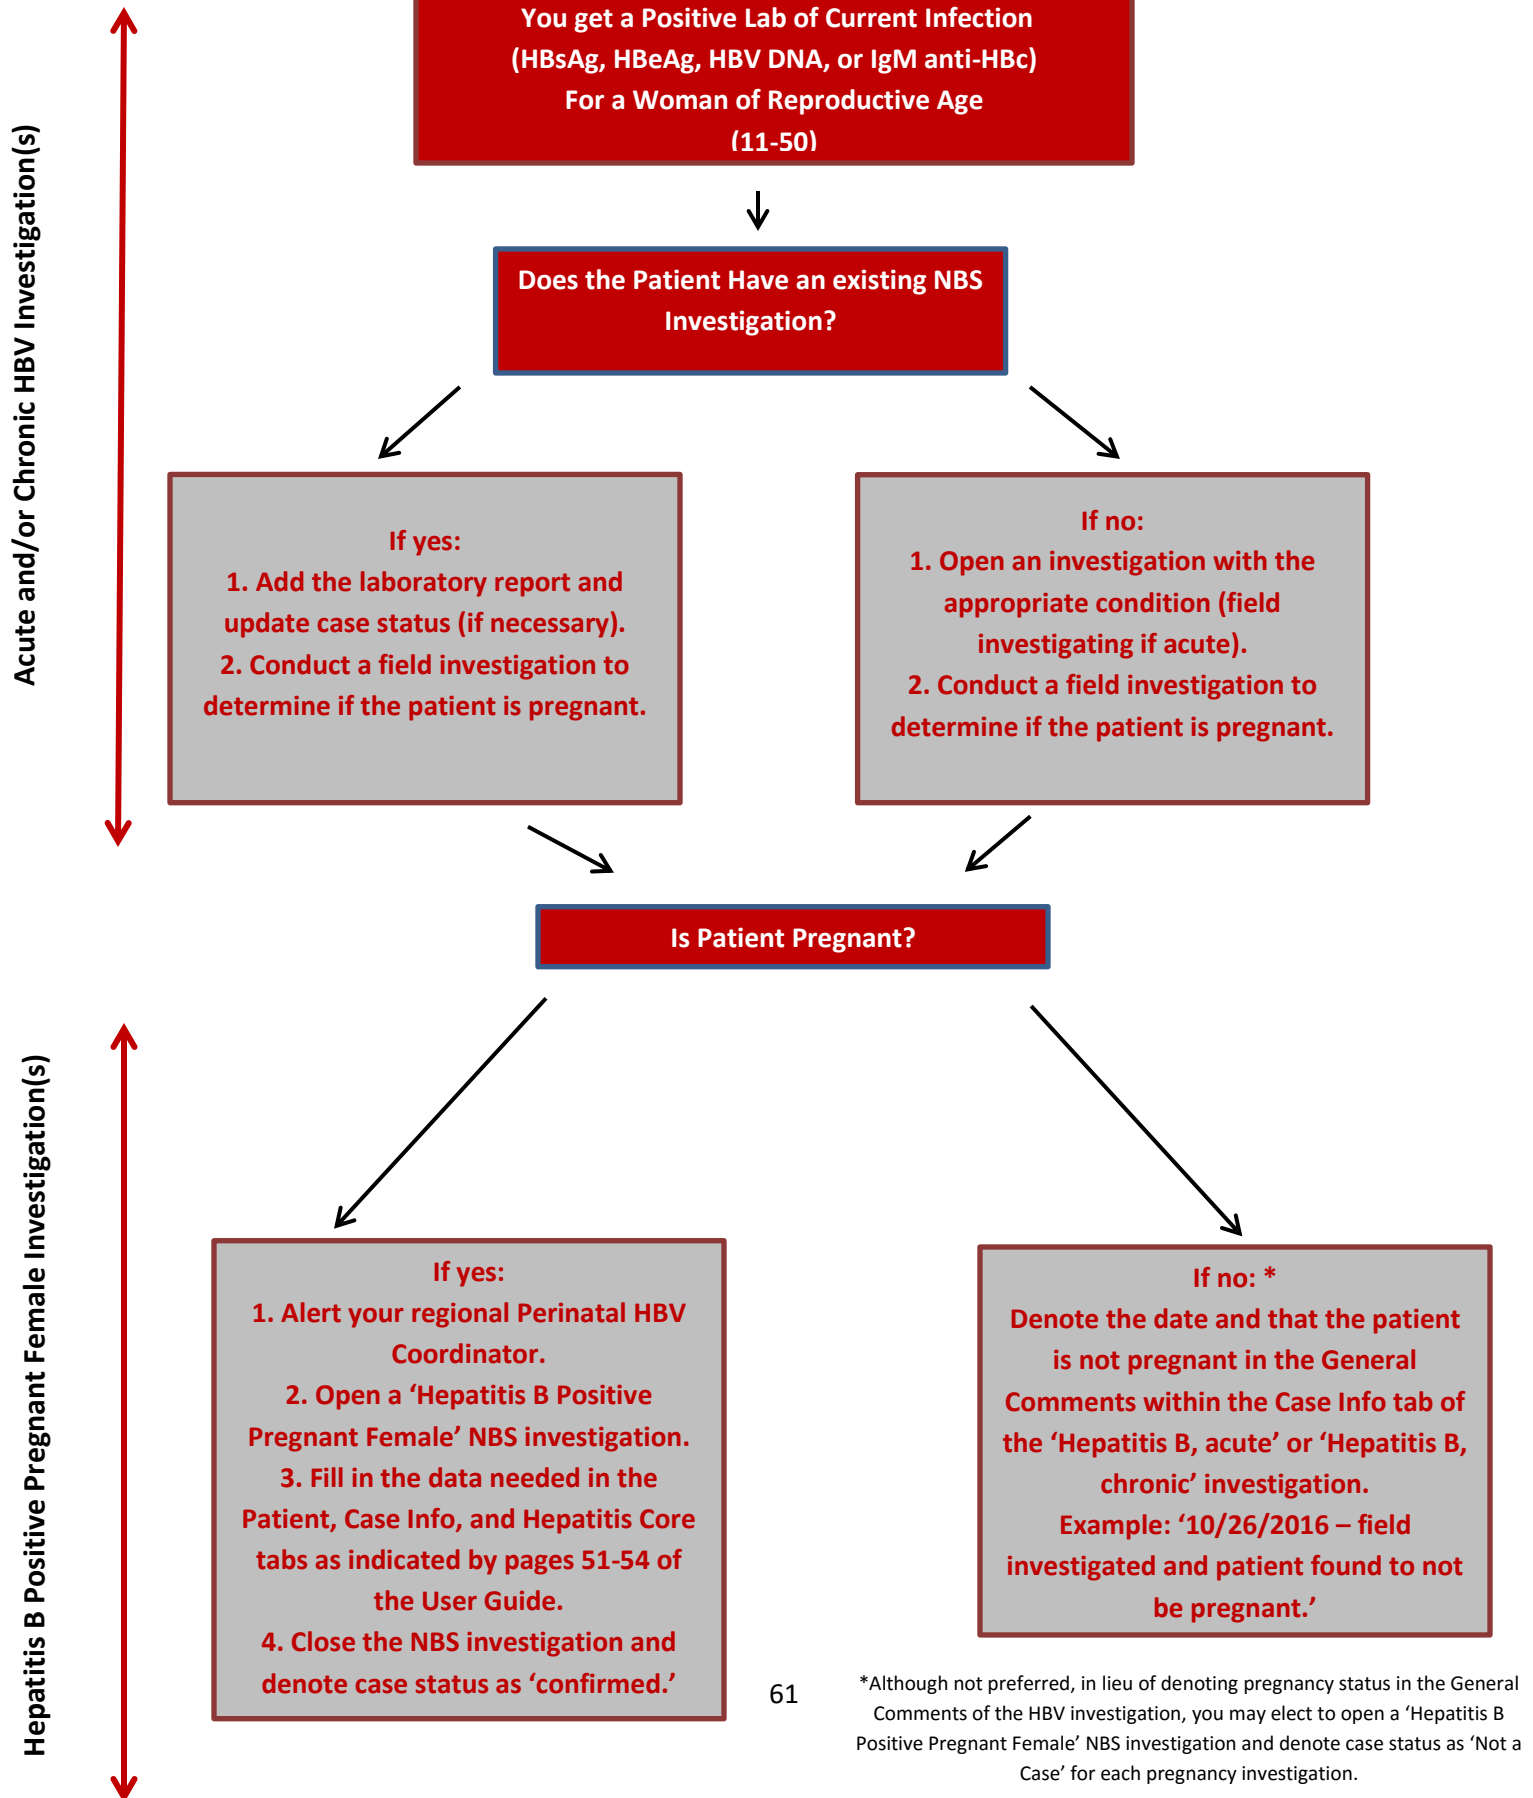 You get a Positive Lab of Current Infection
(HBsAg, HBeAg, HBV DNA, or IgM anti-HBc)
For a Woman of Reproductive Age
(11-50)
Acute and/or Chronic HBV Investigation(s)
Does the Patient Have an existing NBS
Investigation?
If yes:
1. Add the laboratory report and
update case status (if necessary).
2. Conduct a field investigation to
determine if the patient is pregnant.
If no:
1. Open an investigation with the
appropriate condition (field
investigating if acute).
2. Conduct a field investigation to
determine if the patient is pregnant.
Is Patient Pregnant?
Hepatitis B Positive Pregnant Female Investigation(s)
If yes:
1. Alert your regional Perinatal HBV
Coordinator.
2. Open a ‘Hepatitis B Positive
Pregnant Female’ NBS investigation.
3. Fill in the data needed in the
Patient, Case Info, and Hepatitis Core
tabs as indicated by pages 51-54 of
the User Guide.
4. Close the NBS investigation and
denote case status as ‘confirmed.’
If no: *
Denote the date and that the patient
is not pregnant in the General
Comments within the Case Info tab of
the ‘Hepatitis B, acute’ or ‘Hepatitis B,
chronic’ investigation.
Example: ‘10/26/2016 – field
investigated and patient found to not
be pregnant.’
61
*Although not preferred, in lieu of denoting pregnancy status in the General
Comments of the HBV investigation, you may elect to open a ‘Hepatitis B
Positive Pregnant Female’ NBS investigation and denote case status as ‘Not a
Case’ for each pregnancy investigation.